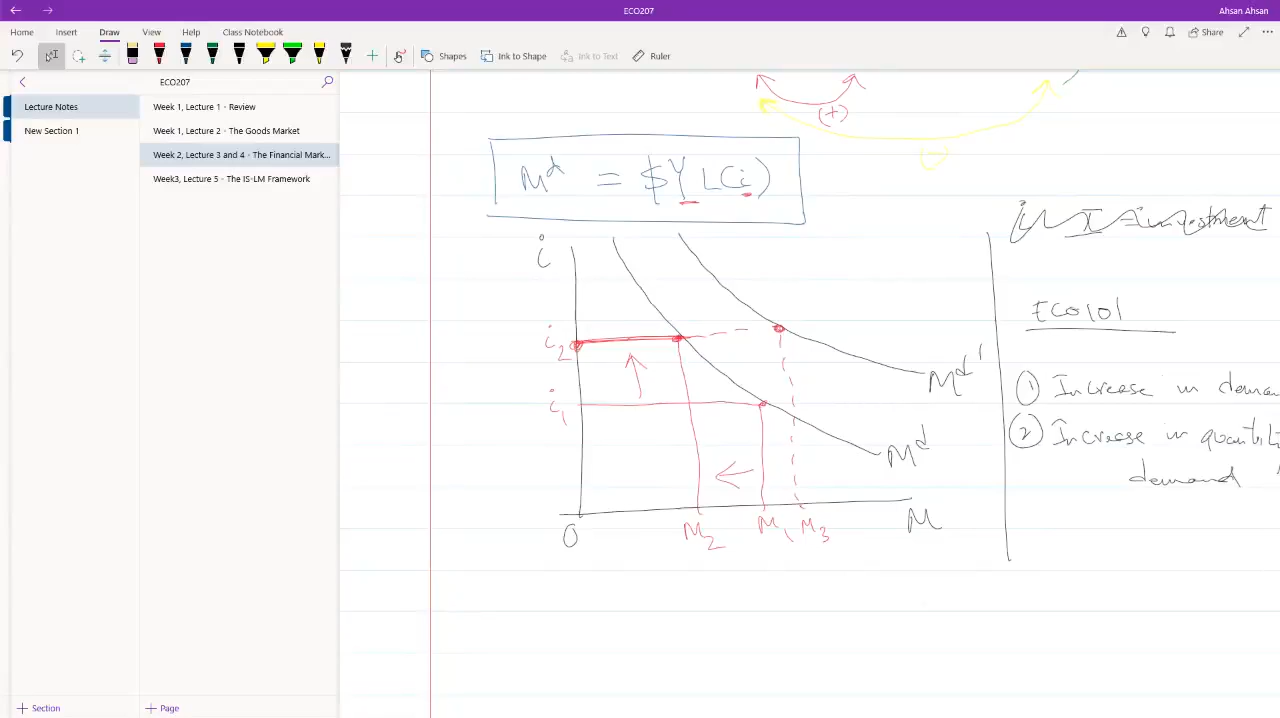 ECO207
Ahsan Ahsan
Home Insert Draw View Help Class Notebook
Share
Shapes Ink to Shape Ink to Text Ruler
ECO207
Lecture Notes
New Section 1
Week 1, Lecture 1 - Review
Week 1, Lecture 2 - The Goods Market
Week 2, Lecture 3 and 4 - The Financial Mark...
Week3, Lecture 5 - The IS-LM Framework
(+)
M^d = $Y L(i)
investment
i
i2
i1
M^d'
M^d
0
M2 M1 M3
M
ECO101
① Increase in deman
② Increase in quantit
demand
+ Section
+ Page